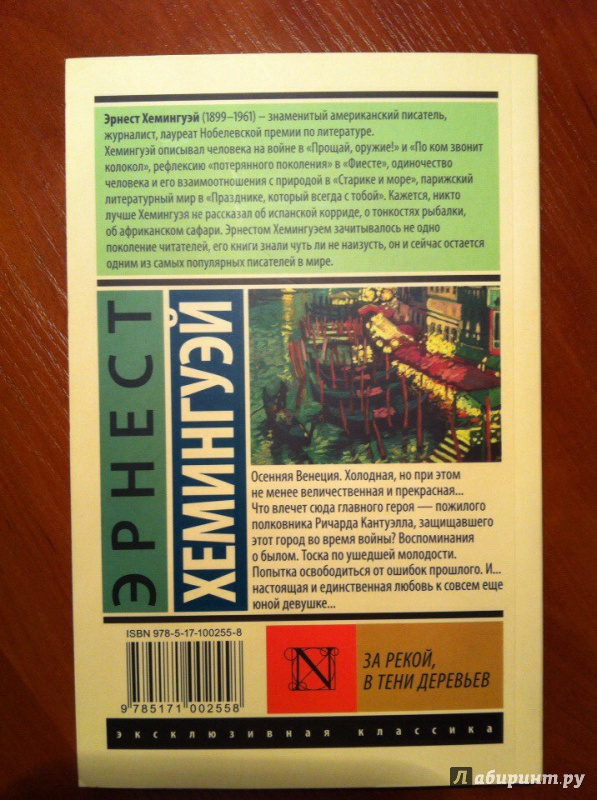 Эрнест Хемингуэй (1899–1961) – знаменитый американский писатель,
журналист, лауреат Нобелевской премии по литературе.
Хемингуэй описывал человека на войне в «Прощай, оружие!» и «По ком звонит
колокол», рефлексию «потерянного поколения» в «Фиесте», одиночество
человека и его взаимоотношения с природой в «Старике и море», парижский
литературный мир в «Празднике, который всегда с тобой». Кажется, никто
лучше Хемингуэя не рассказал об испанской корриде, о тонкостях рыбалки,
об африканском сафари. Эрнестом Хемингуэем зачитывалось не одно
поколение читателей, его книги знали чуть ли не наизусть, он и сейчас остается
одним из самых популярных писателей в мире.
ЭРНЕСТ
ХЕМИНГУЭЙ
Осенняя Венеция. Холодная, но при этом
не менее величественная и прекрасная...
Что влечет сюда главного героя — пожилого
полковника Ричарда Кантуэлла, защищавшего
этот город во время войны? Воспоминания
о былом. Тоска по ушедшей молодости.
Попытка освободиться от ошибок прошлого. И...
настоящая и единственная любовь к совсем еще
юной девушке...
ISBN 978-5-17-100255-8
9 785171 002558
N
ЗА РЕКОЙ,
В ТЕНИ ДЕРЕВЬЕВ
эксклюзивная классика
Лабиринт.ру